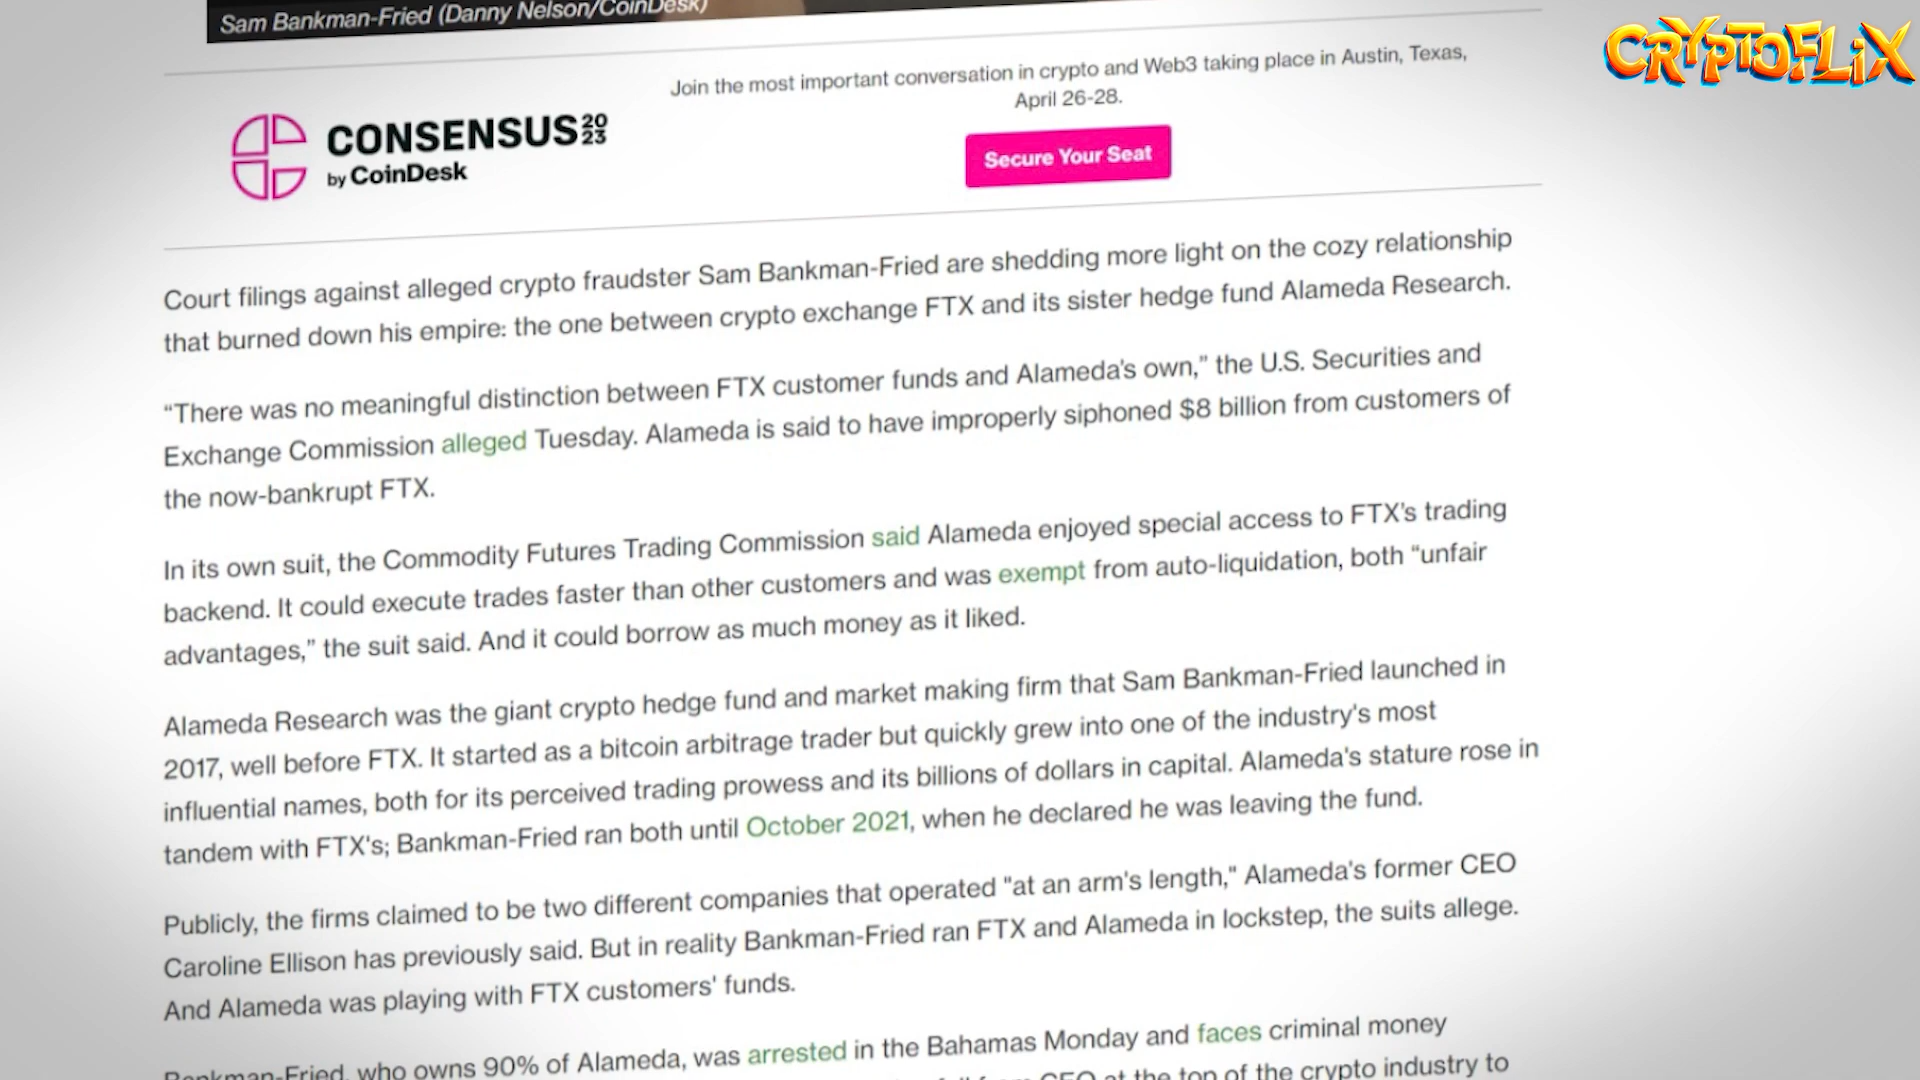 Sam Bankman-Fried (Danny Nelson/CoinDesk)
CRYPTOFLIX
Join the most important conversation in crypto and Web3 taking place in Austin, Texas,
April 26-28.
CONSENSUS 2023
by CoinDesk
Secure Your Seat
Court filings against alleged crypto fraudster Sam Bankman-Fried are shedding more light on the cozy relationship
that burned down his empire: the one between crypto exchange FTX and its sister hedge fund Alameda Research.
“There was no meaningful distinction between FTX customer funds and Alameda's own,” the U.S. Securities and
Exchange Commission alleged Tuesday. Alameda is said to have improperly siphoned $8 billion from customers of
the now-bankrupt FTX.
In its own suit, the Commodity Futures Trading Commission said Alameda enjoyed special access to FTX's trading
backend. It could execute trades faster than other customers and was exempt from auto-liquidation, both “unfair
advantages,” the suit said. And it could borrow as much money as it liked.
Alameda Research was the giant crypto hedge fund and market making firm that Sam Bankman-Fried launched in
2017, well before FTX. It started as a bitcoin arbitrage trader but quickly grew into one of the industry's most
influential names, both for its perceived trading prowess and its billions of dollars in capital. Alameda's stature rose in
tandem with FTX's; Bankman-Fried ran both until October 2021, when he declared he was leaving the fund.
Publicly, the firms claimed to be two different companies that operated "at an arm's length," Alameda's former CEO
Caroline Ellison has previously said. But in reality Bankman-Fried ran FTX and Alameda in lockstep, the suits allege.
And Alameda was playing with FTX customers' funds.
Bankman-Fried, who owns 90% of Alameda, was arrested in the Bahamas Monday and faces criminal money
CEO at the top of the crypto industry to